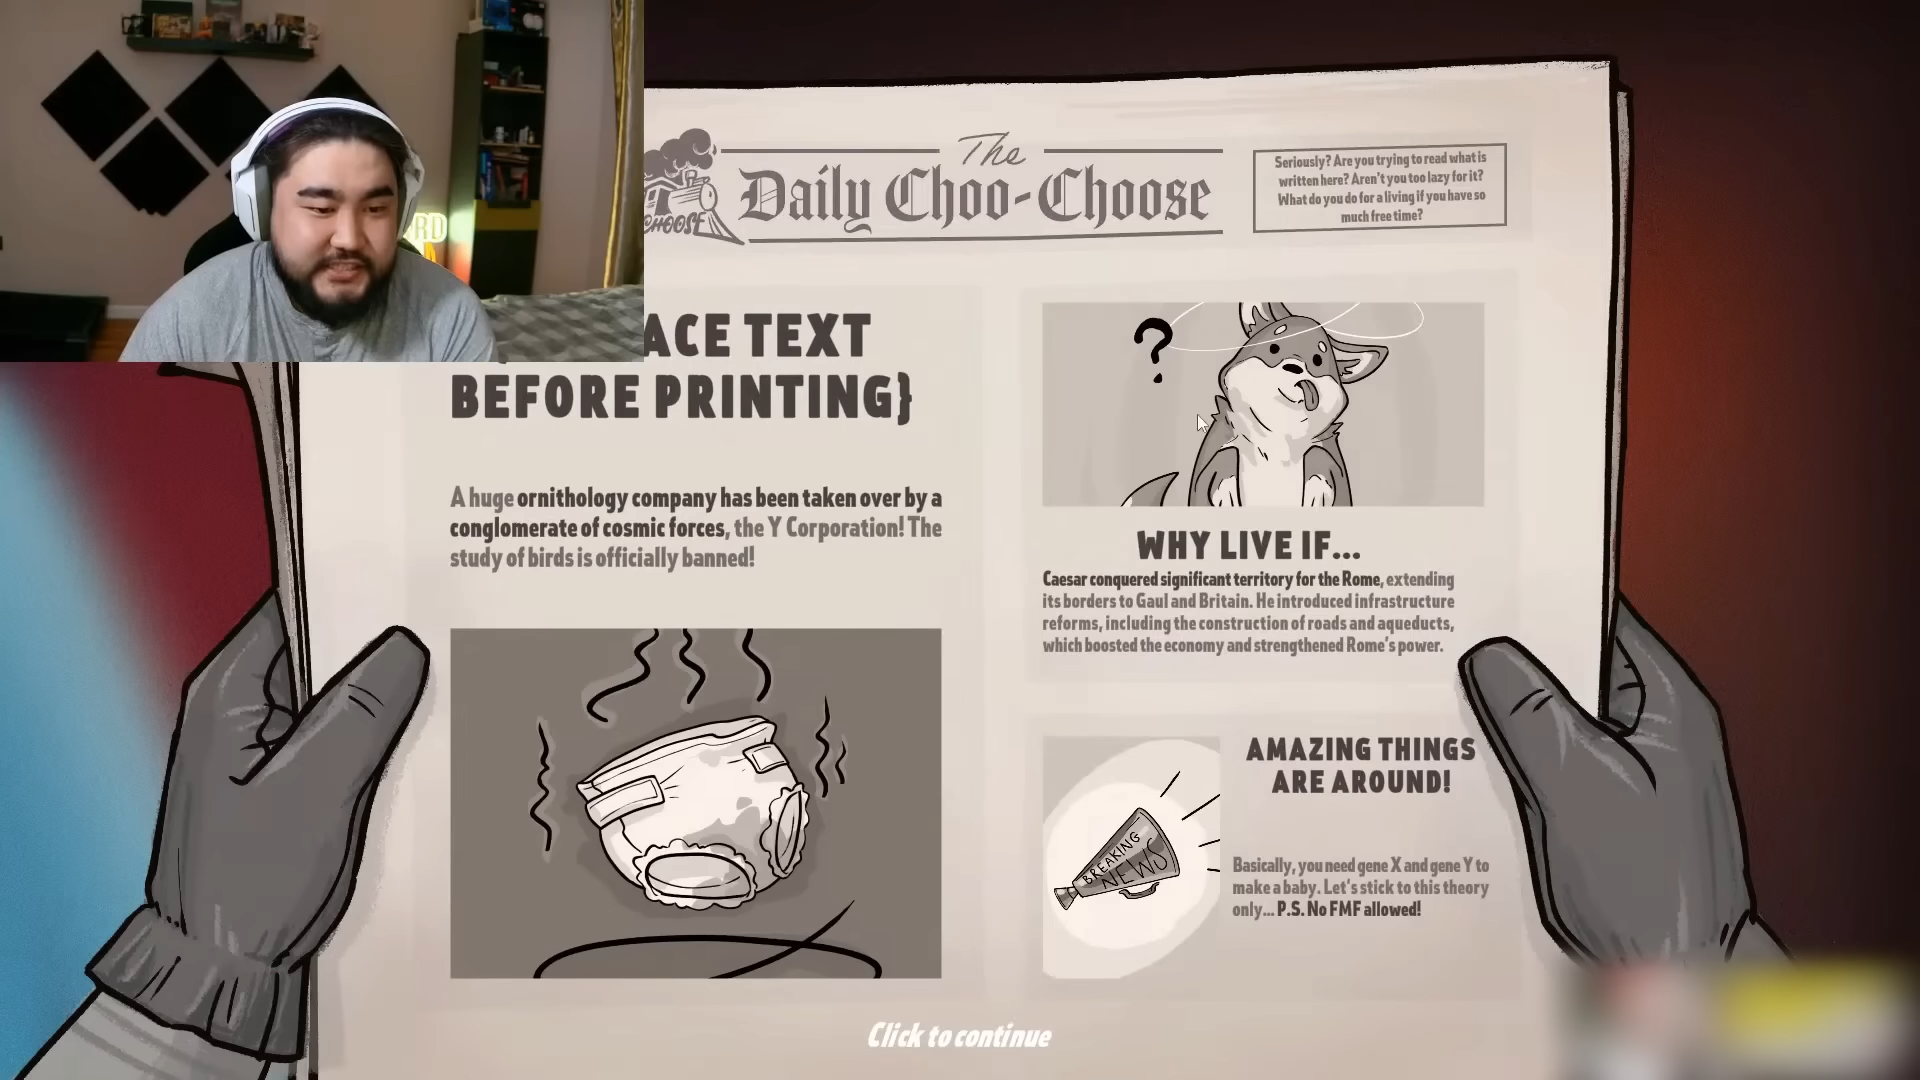 The
Daily Choo-Choose
CHOOSE
Seriously? Are you trying to read what is
written here? Aren't you too lazy for it?
What do you do for a living if you have so
much free time?
RD
ACE TEXT
BEFORE PRINTING}
A huge ornithology company has been taken over by a
conglomerate of cosmic forces, the Y Corporation! The
study of birds is officially banned!
?
WHY LIVE IF...
Caesar conquered significant territory for the Rome, extending
its borders to Gaul and Britain. He introduced infrastructure
reforms, including the construction of roads and aqueducts,
which boosted the economy and strengthened Rome's power.
AMAZING THINGS
ARE AROUND!
BREAKING
NEWS
Basically, you need gene X and gene Y to
make a baby. Let's stick to this theory
only... P.S. No FMF allowed!
Click to continue